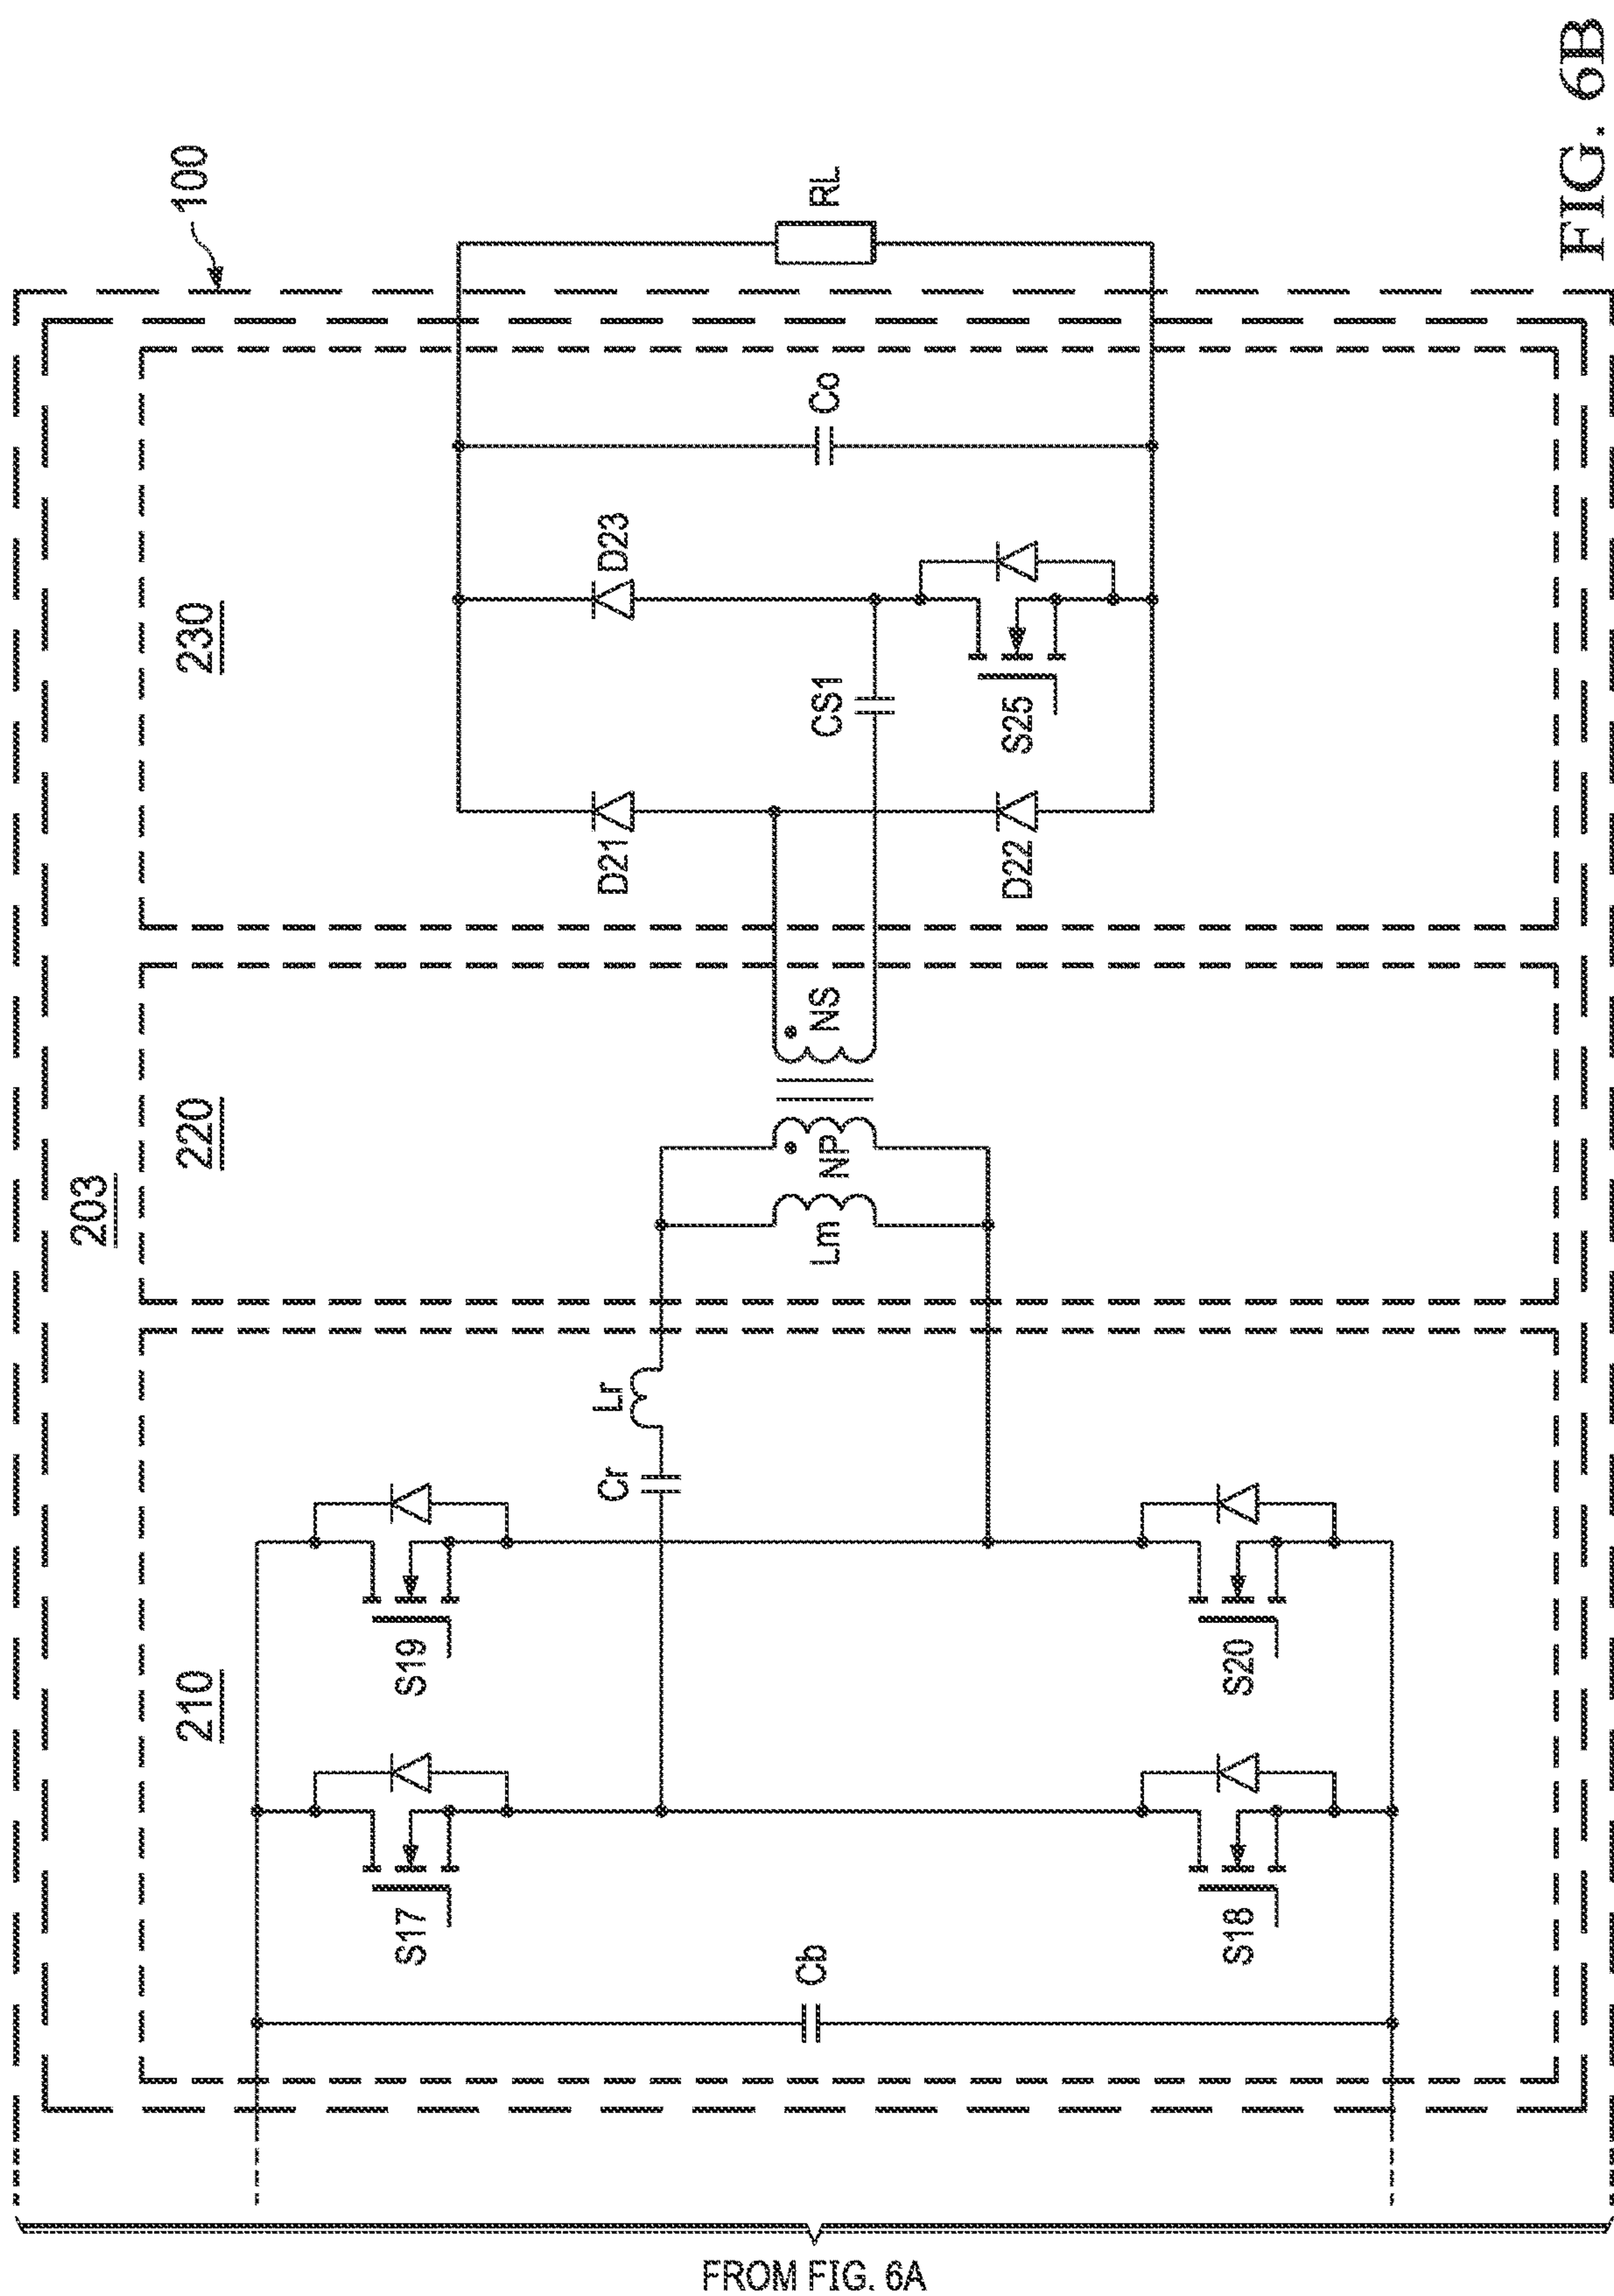 100
203
210
220
230
S17
S19
Cr
Lr
D21
D23
Cb
Lm
NP
NS
CS1
Co
RL
S18
S20
D22
S25
FROM FIG. 6A
FIG. 6B